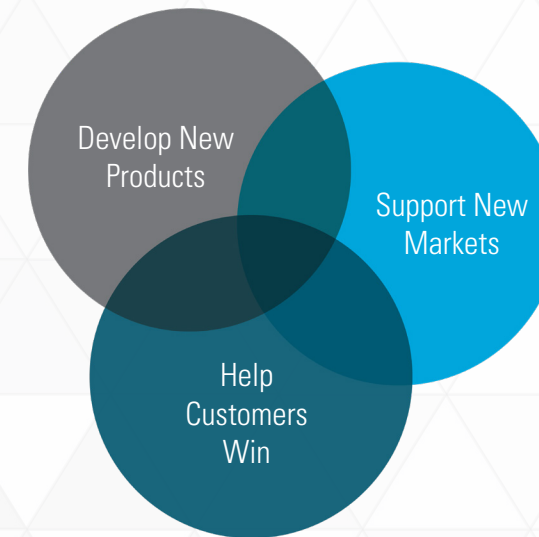 Develop New
Products
Support New
Markets
Help
Customers
Win